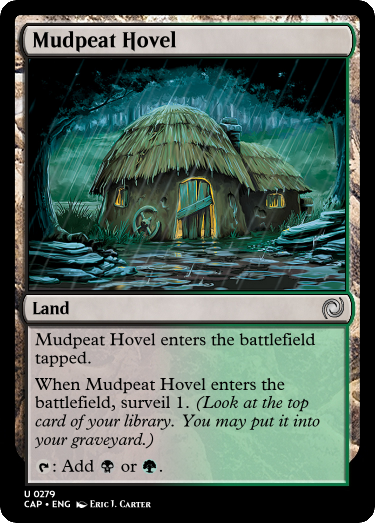 Mudpeat Hovel
Land
Mudpeat Hovel enters the battlefield
tapped.
When Mudpeat Hovel enters the
battlefield, surveil 1. (Look at the top
card of your library. You may put it into
your graveyard.)
: Add or .
U 0279
CAP • ENG Eric J. Carter